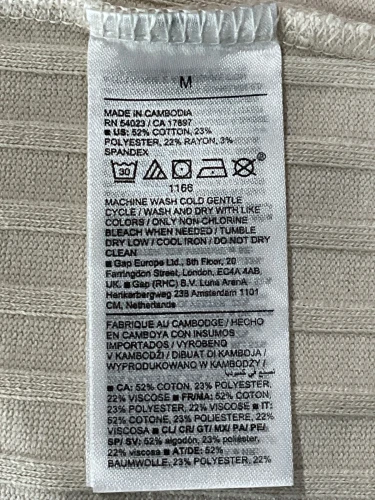 M
MADE IN CAMBODIA
RN 54023 / CA 17897
■ US: 52% COTTON, 23%
POLYESTER, 22% RAYON, 3%
SPANDEX
30
1166
MACHINE WASH COLD GENTLE
CYCLE / WASH AND DRY WITH LIKE
COLORS / ONLY NON-CHLORINE
BLEACH WHEN NEEDED / TUMBLE
DRY LOW / COOL IRON / DO NOT DRY
CLEAN
■ Gap Europe Ltd., 8th Floor, 20
Farringdon Street, London, EC4A 4AB,
UK. ■ Gap (RHC) B.V. Luna ArenA
Herikerbergweg 238 Amsterdam 1101
CM, Netherlands
FABRIQUE AU CAMBODGE / HECHO
EN CAMBOYA CON INSUMOS
IMPORTADOS / VYROBENO
V KAMBODŽI / DIBUAT DI KAMBOJA /
WYPRODUKOWANO W KAMBODŻY /
■ CA: 52% COTON, 23% POLYESTER,
22% VISCOSE ■ FR/MA: 52% COTON,
23% POLYESTER, 22% VISCOSE ■ IT:
52% COTONE, 23% POLIESTERE, 22%
VISCOSA ■ CL/ CR/ GT/ MX/ PA/ PE/
SP/ SV: 52% algodón, 23% poliéster,
22% viscosa ■ AT/DE: 52%
BAUMWOLLE, 23% POLYESTER, 22%